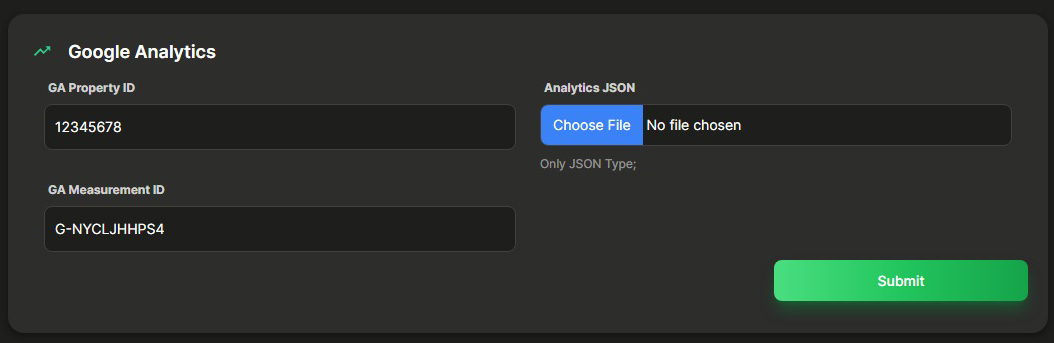 Google Analytics
GA Property ID
12345678
Analytics JSON
Choose File No file chosen
Only JSON Type;
GA Measurement ID
G-NYCLJHHPS4
Submit